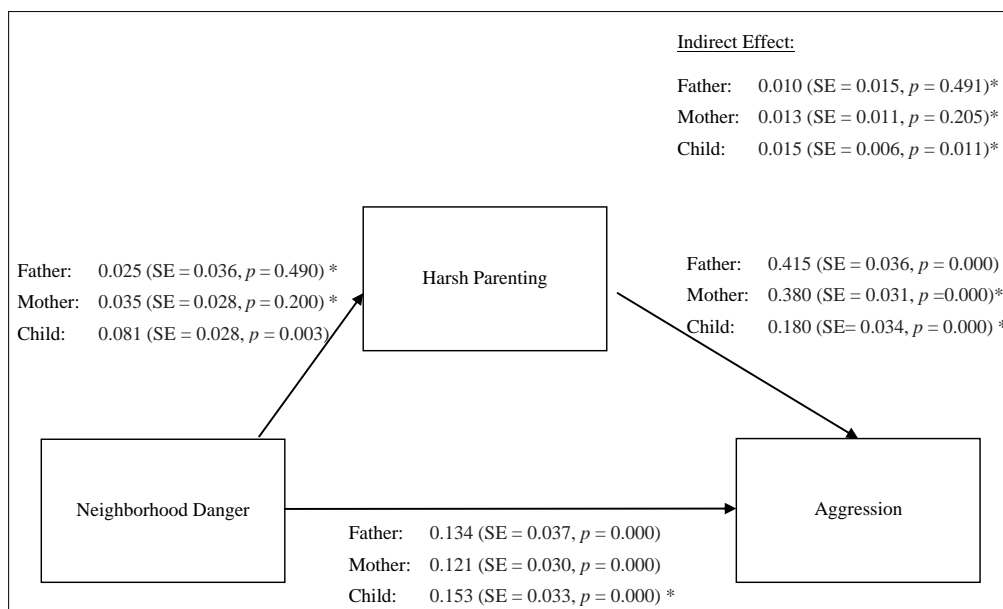 Indirect Effect:
Father: 0.010 (SE = 0.015, p = 0.491)*
Mother: 0.013 (SE = 0.011, p = 0.205)*
Child: 0.015 (SE = 0.006, p = 0.011)*
Harsh Parenting
Father: 0.025 (SE = 0.036, p = 0.490) *
Mother: 0.035 (SE = 0.028, p = 0.200) *
Child: 0.081 (SE = 0.028, p = 0.003)
Father: 0.415 (SE = 0.036, p = 0.000)
Mother: 0.380 (SE = 0.031, p =0.000)*
Child: 0.180 (SE= 0.034, p = 0.000) *
Neighborhood Danger
Aggression
Father: 0.134 (SE = 0.037, p = 0.000)
Mother: 0.121 (SE = 0.030, p = 0.000)
Child: 0.153 (SE = 0.033, p = 0.000) *